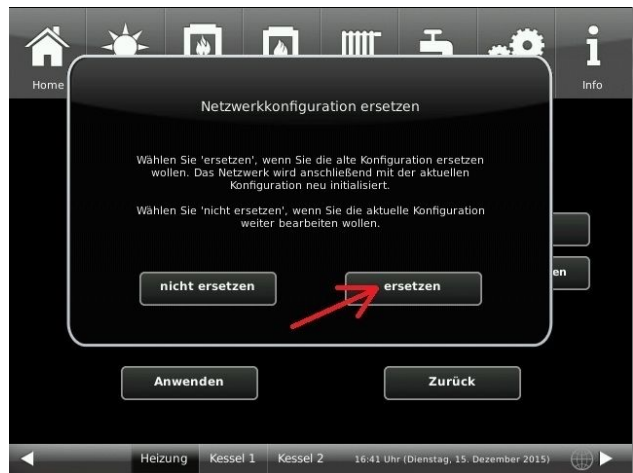 Home
Info
Netzwerkkonfiguration ersetzen
Wählen Sie 'ersetzen', wenn Sie die alte Konfiguration ersetzen
wollen. Das Netzwerk wird anschließend mit der aktuellen
Konfiguration neu initialisiert.
Wählen Sie 'nicht ersetzen', wenn Sie die aktuelle Konfiguration
weiter bearbeiten wollen.
en
nicht ersetzen
ersetzen
Anwenden
Zurück
Heizung Kessel 1 Kessel 2 16:41 Uhr (Dienstag, 15. Dezember 2015)